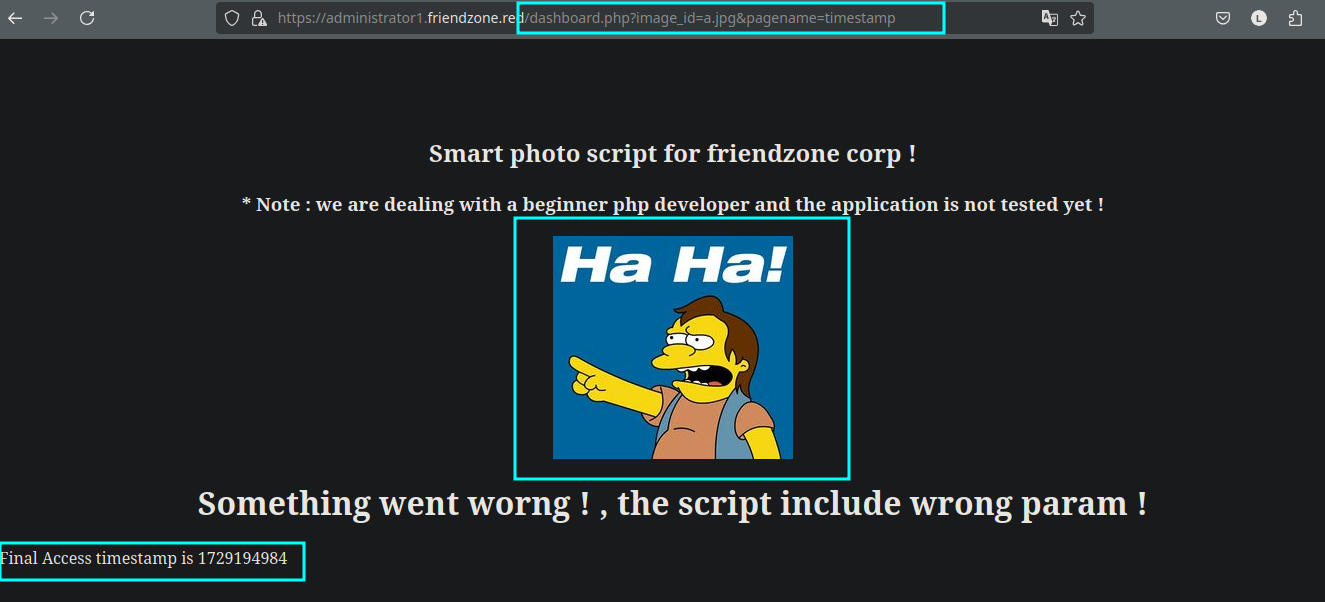 https://administrator1.friendzone.red/dashboard.php?image_id=a.jpg&pagename=timestamp
L
Smart photo script for friendzone corp !
* Note : we are dealing with a beginner php developer and the application is not tested yet !
Ha Ha!
Something went worng ! , the script include wrong param !
Final Access timestamp is 1729194984